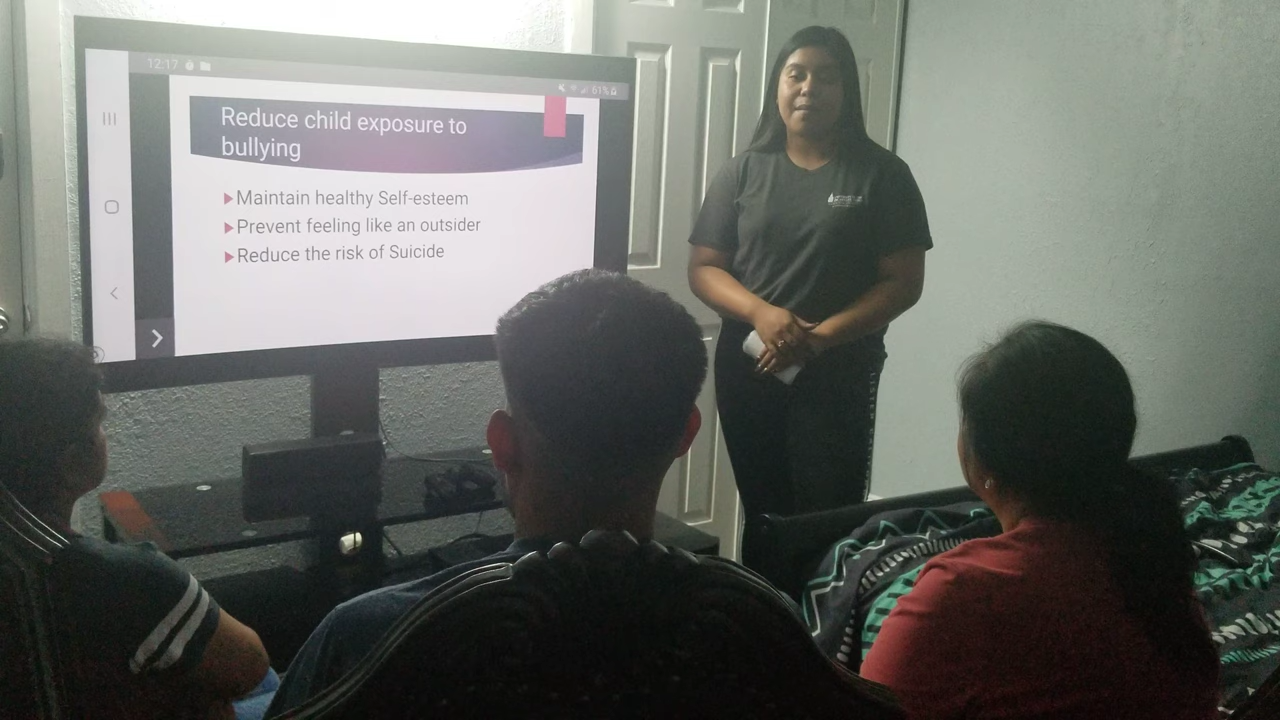 12:17
61%
Reduce child exposure to
bullying
Maintain healthy Self-esteem
Prevent feeling like an outsider
Reduce the risk of Suicide